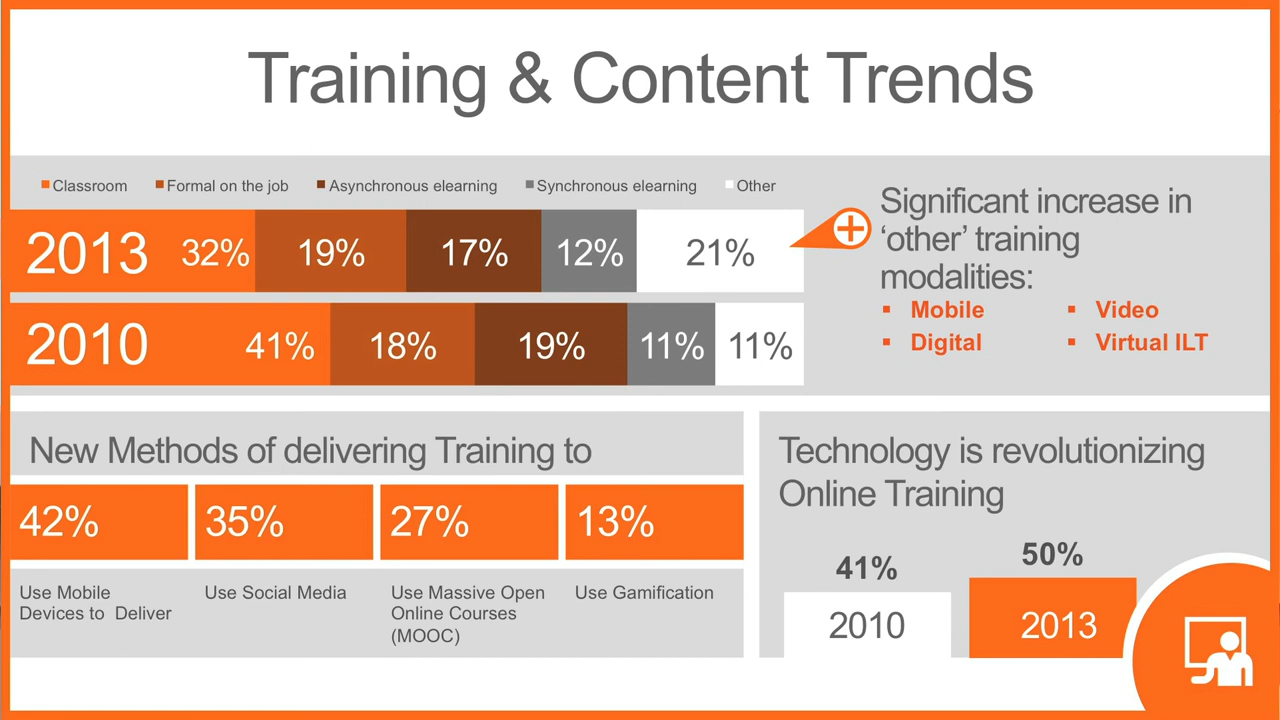 Training & Content Trends
Classroom Formal on the job Asynchronous elearning Synchronous elearning Other
2013 32% 19% 17% 12% 21%
2010 41% 18% 19% 11% 11%
Significant increase in
‘other’ training
modalities:
▪ Mobile ▪ Video
▪ Digital ▪ Virtual ILT
New Methods of delivering Training to
42% 35% 27% 13%
Use Mobile
Devices to Deliver
Use Social Media
Use Massive Open
Online Courses
(MOOC)
Use Gamification
Technology is revolutionizing
Online Training
41% 50%
2010 2013